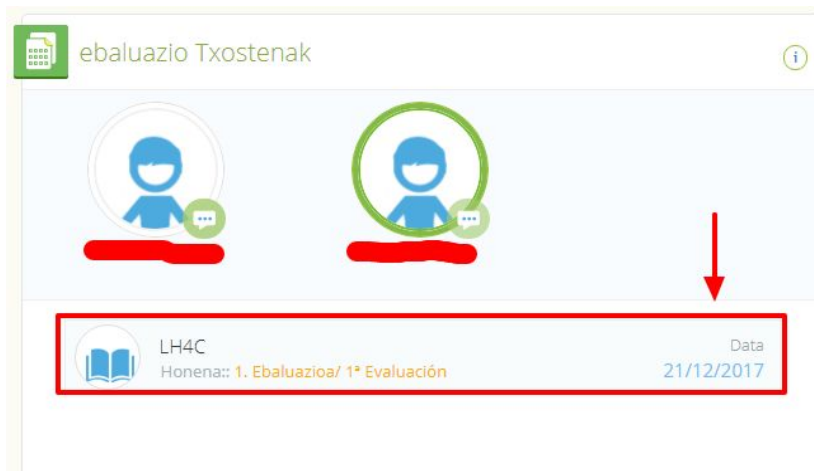 ebaluazio Txostenak
i
LH4C
Data
Honena:: 1. Ebaluazioa/ 1ª Evaluación
21/12/2017